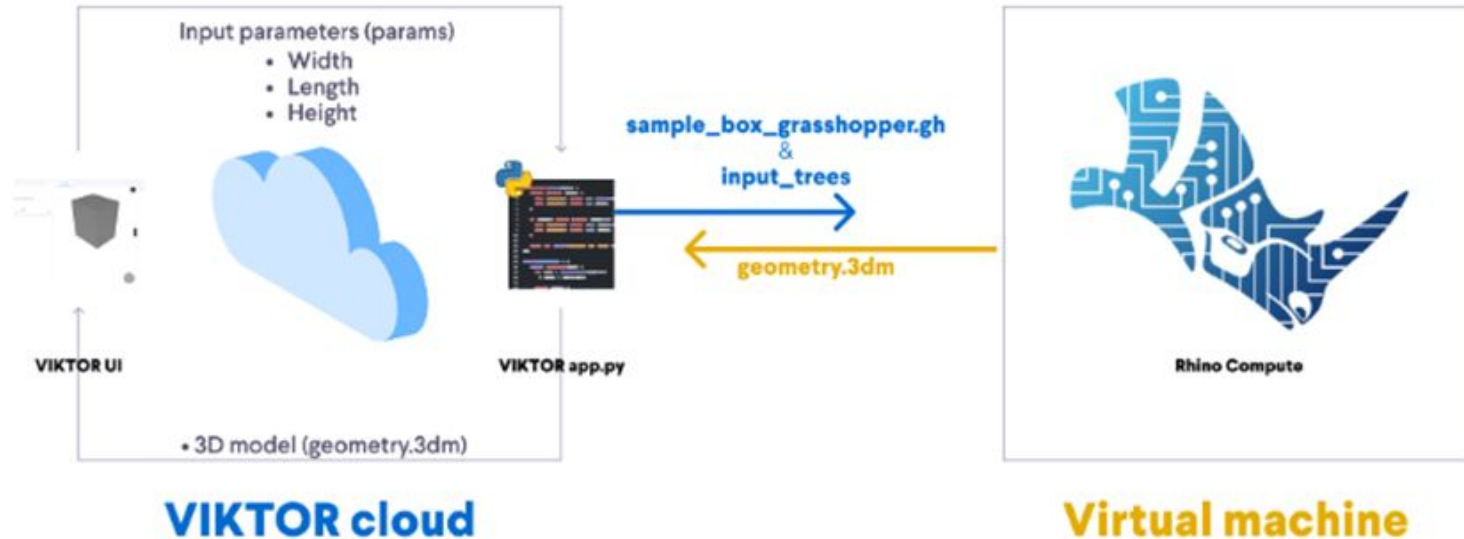 Input parameters (params)
• Width
• Length
• Height
sample_box_grasshopper.gh
&
input_trees
geometry.3dm
VIKTOR UI
VIKTOR app.py
Rhino Compute
• 3D model (geometry.3dm)
VIKTOR cloud
Virtual machine